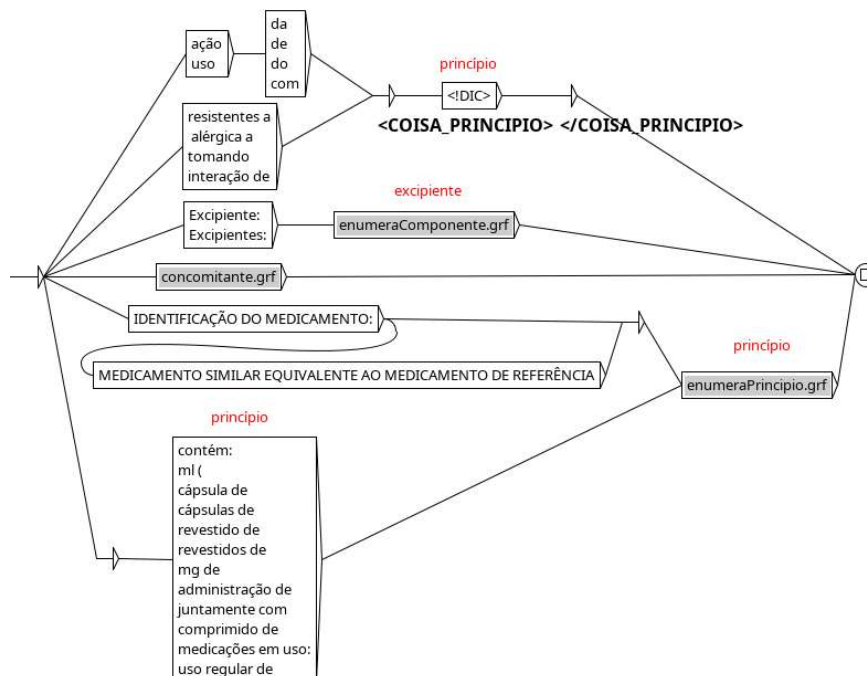 ação
uso
da
de
do
com
princípio
<!DIC>
<COISA_PRINCIPIO> </COISA_PRINCIPIO>
resistentes a
alérgica a
tomando
interação de
excipiente
Excipiente:
Excipientes:
enumeraComponente.grf
concomitante.grf
IDENTIFICAÇÃO DO MEDICAMENTO:
MEDICAMENTO SIMILAR EQUIVALENTE AO MEDICAMENTO DE REFERÊNCIA
princípio
enumeraPrincipio.grf
princípio
contém:
ml (
cápsula de
cápsulas de
revestido de
revestidos de
mg de
administração de
juntamente com
comprimido de
medicações em uso:
uso regular de